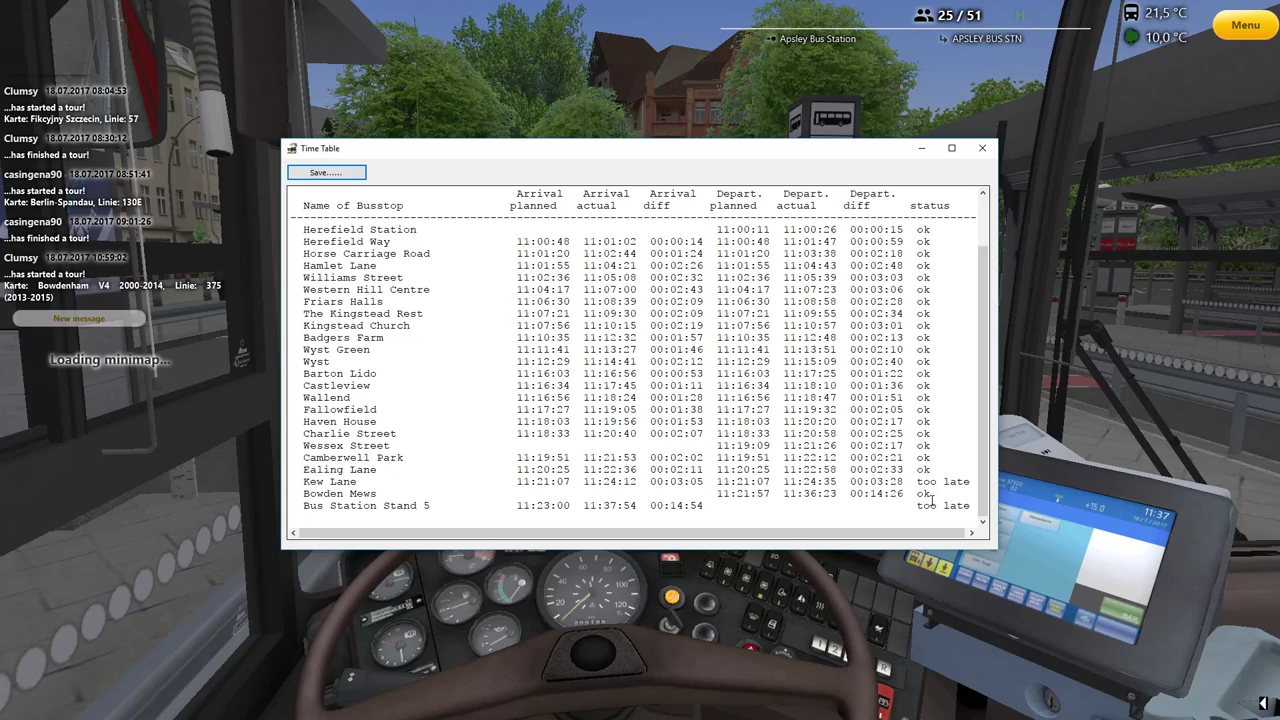 25 / 51
Apsley Bus Station
APSLEY BUS STN
21,5 °C
10,0 °C
Menu
Clumsy 18.07.2017 08:04:53
...has started a tour!
Karte: Fikcyjny Szczecin, Linie: 57
Clumsy 18.07.2017 08:30:12
...has finished a tour!
casingena90 18.07.2017 08:51:41
...has started a tour!
Karte: Berlin-Spandau, Linie: 130E
casingena90 18.07.2017 09:01:26
...has finished a tour!
Clumsy 18.07.2017 10:59:02
...has started a tour!
Karte: Bowdenham V4 2000-2014, Linie: 375
(2013-2015)
New message
Loading minimap...
Time Table
Save......
Arrival Arrival Arrival Depart. Depart. Depart.
Name of Busstop planned actual diff planned actual diff status
Herefield Station 11:00:11 11:00:26 00:00:15 ok
Herefield Way 11:00:48 11:01:02 00:00:14 11:00:48 11:01:47 00:00:59 ok
Horse Carriage Road 11:01:20 11:02:44 00:01:24 11:01:20 11:03:38 00:02:18 ok
Hamlet Lane 11:01:55 11:04:21 00:02:26 11:01:55 11:04:43 00:02:48 ok
Williams Street 11:02:36 11:05:08 00:02:32 11:02:36 11:05:39 00:03:03 ok
Western Hill Centre 11:04:17 11:07:00 00:02:43 11:04:17 11:07:23 00:03:06 ok
Friars Halls 11:06:30 11:08:39 00:02:09 11:06:30 11:08:58 00:02:28 ok
The Kingstead Rest 11:07:21 11:09:30 00:02:09 11:07:21 11:09:55 00:02:34 ok
Kingstead Church 11:07:56 11:10:15 00:02:19 11:07:56 11:10:57 00:03:01 ok
Badgers Farm 11:10:35 11:12:32 00:01:57 11:10:35 11:12:48 00:02:13 ok
Wyst Green 11:11:41 11:13:27 00:01:46 11:11:41 11:13:51 00:02:10 ok
Wyst 11:12:29 11:14:41 00:02:12 11:12:29 11:15:09 00:02:40 ok
Barton Lido 11:16:03 11:16:56 00:00:53 11:16:03 11:17:25 00:01:22 ok
Castleview 11:16:34 11:17:45 00:01:11 11:16:34 11:18:10 00:01:36 ok
Wallend 11:16:56 11:18:24 00:01:28 11:16:56 11:18:47 00:01:51 ok
Fallowfield 11:17:27 11:19:05 00:01:38 11:17:27 11:19:32 00:02:05 ok
Haven House 11:18:03 11:19:56 00:01:53 11:18:03 11:20:20 00:02:17 ok
Charlie Street 11:18:33 11:20:40 00:02:07 11:18:33 11:20:58 00:02:25 ok
Wessex Street 11:19:09 11:21:26 00:02:17 ok
Camberwell Park 11:19:51 11:21:53 00:02:02 11:19:51 11:22:12 00:02:21 ok
Ealing Lane 11:20:25 11:22:36 00:02:11 11:20:25 11:22:58 00:02:33 ok
Kew Lane 11:21:07 11:24:12 00:03:05 11:21:07 11:24:35 00:03:28 too late
Bowden Mews 11:21:57 11:36:23 00:14:26 ok
Bus Station Stand 5 11:23:00 11:37:54 00:14:54 too late
+15.0
11:37